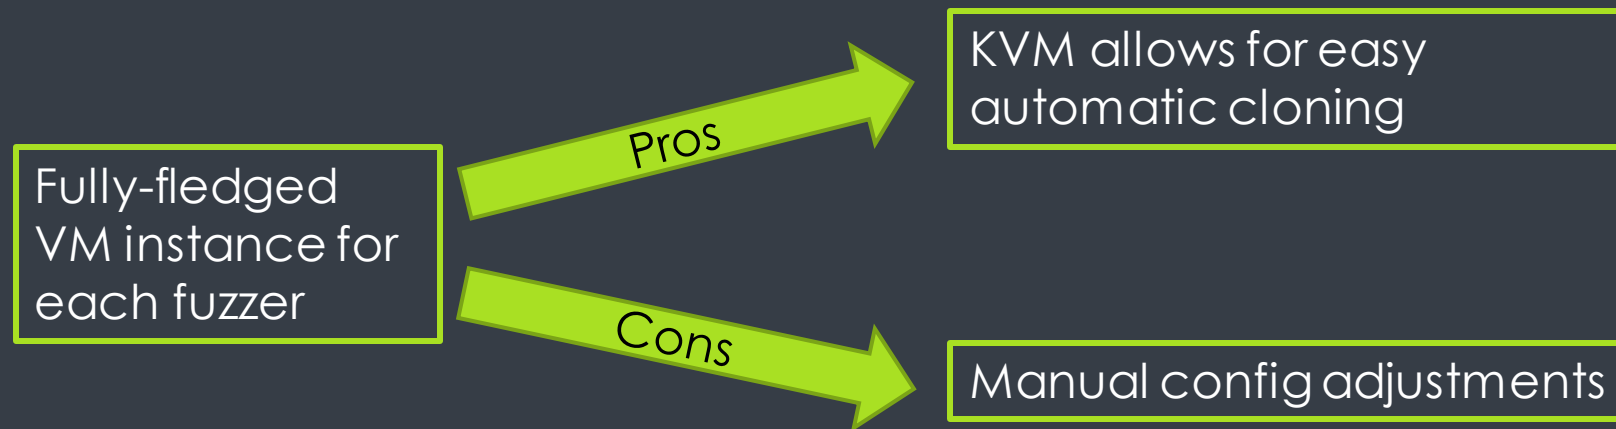 Fully-fledged
VM instance for
each fuzzer
Pros
KVM allows for easy
automatic cloning
Cons
Manual config adjustments